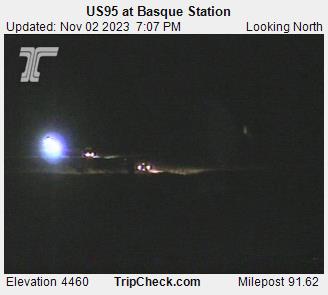 US95 at Basque Station
Updated: Nov 02 2023 7:07 PM Looking North
Elevation 4460 TripCheck.com Milepost 91.62